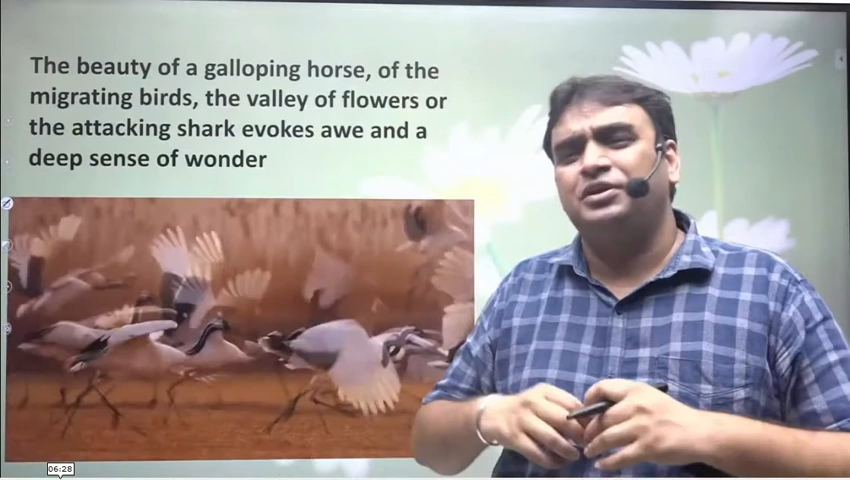 The beauty of a galloping horse, of the
migrating birds, the valley of flowers or
the attacking shark evokes awe and a
deep sense of wonder
06:28